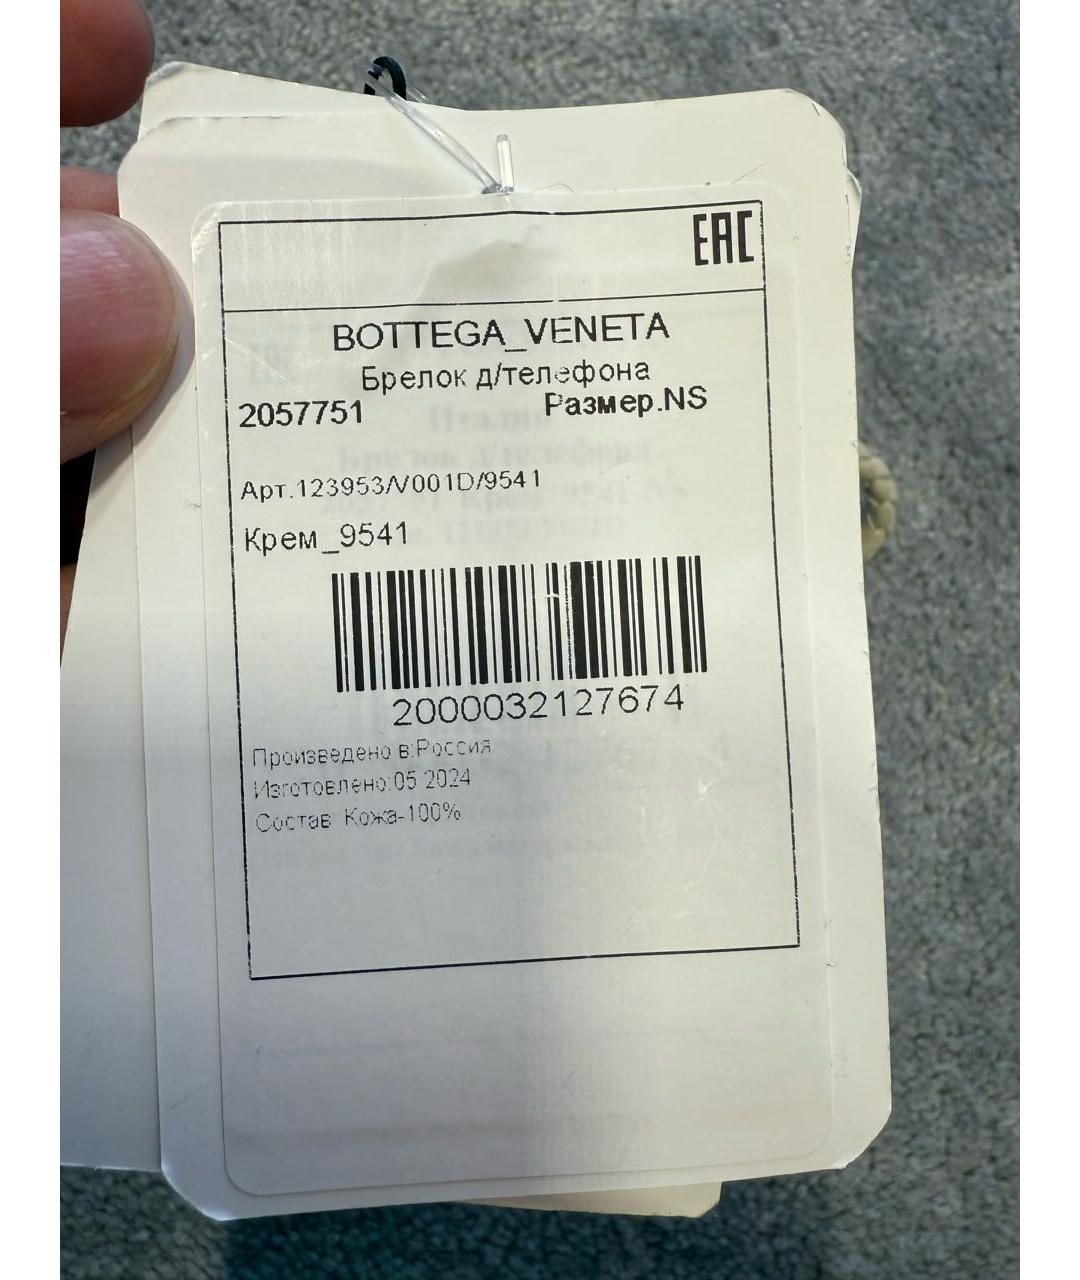 EAC
BOTTEGA_VENETA
Брелок д/телефона
2057751 Размер.NS
Арт.123953/V001D/9541
Крем_9541
2000032127674
Произведено в:Россия
Изготовлено:05.2024
Состав: Кожа-100%